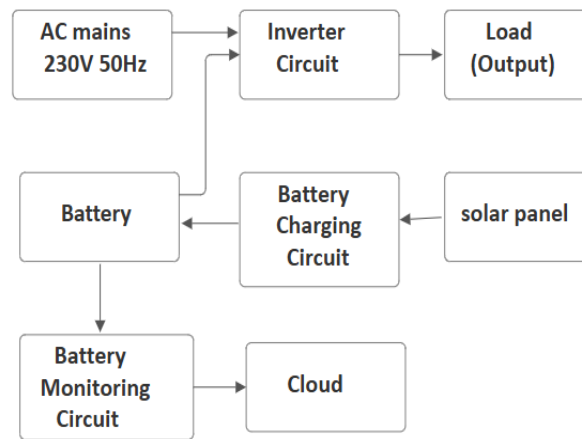 AC mains
230V 50Hz
Inverter
Circuit
Load
(Output)
Battery
Battery
Charging
Circuit
solar panel
Battery
Monitoring
Circuit
Cloud